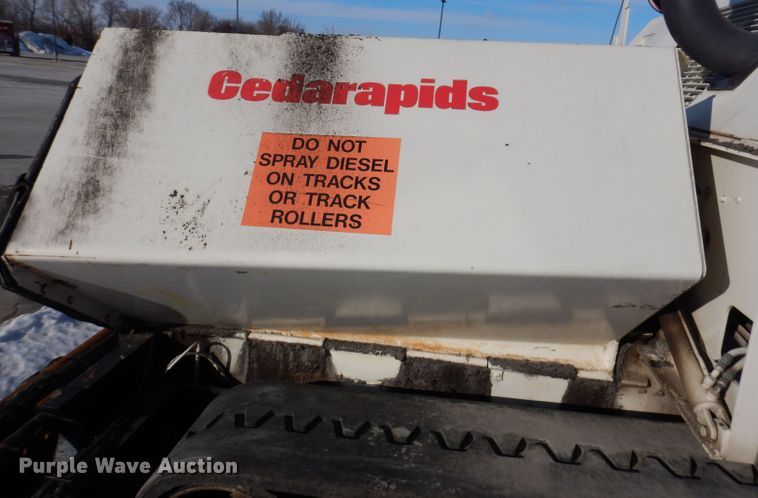 Cedarapids
DO NOT
SPRAY DIESEL
ON TRACKS
OR TRACK
ROLLERS
Purple Wave Auction